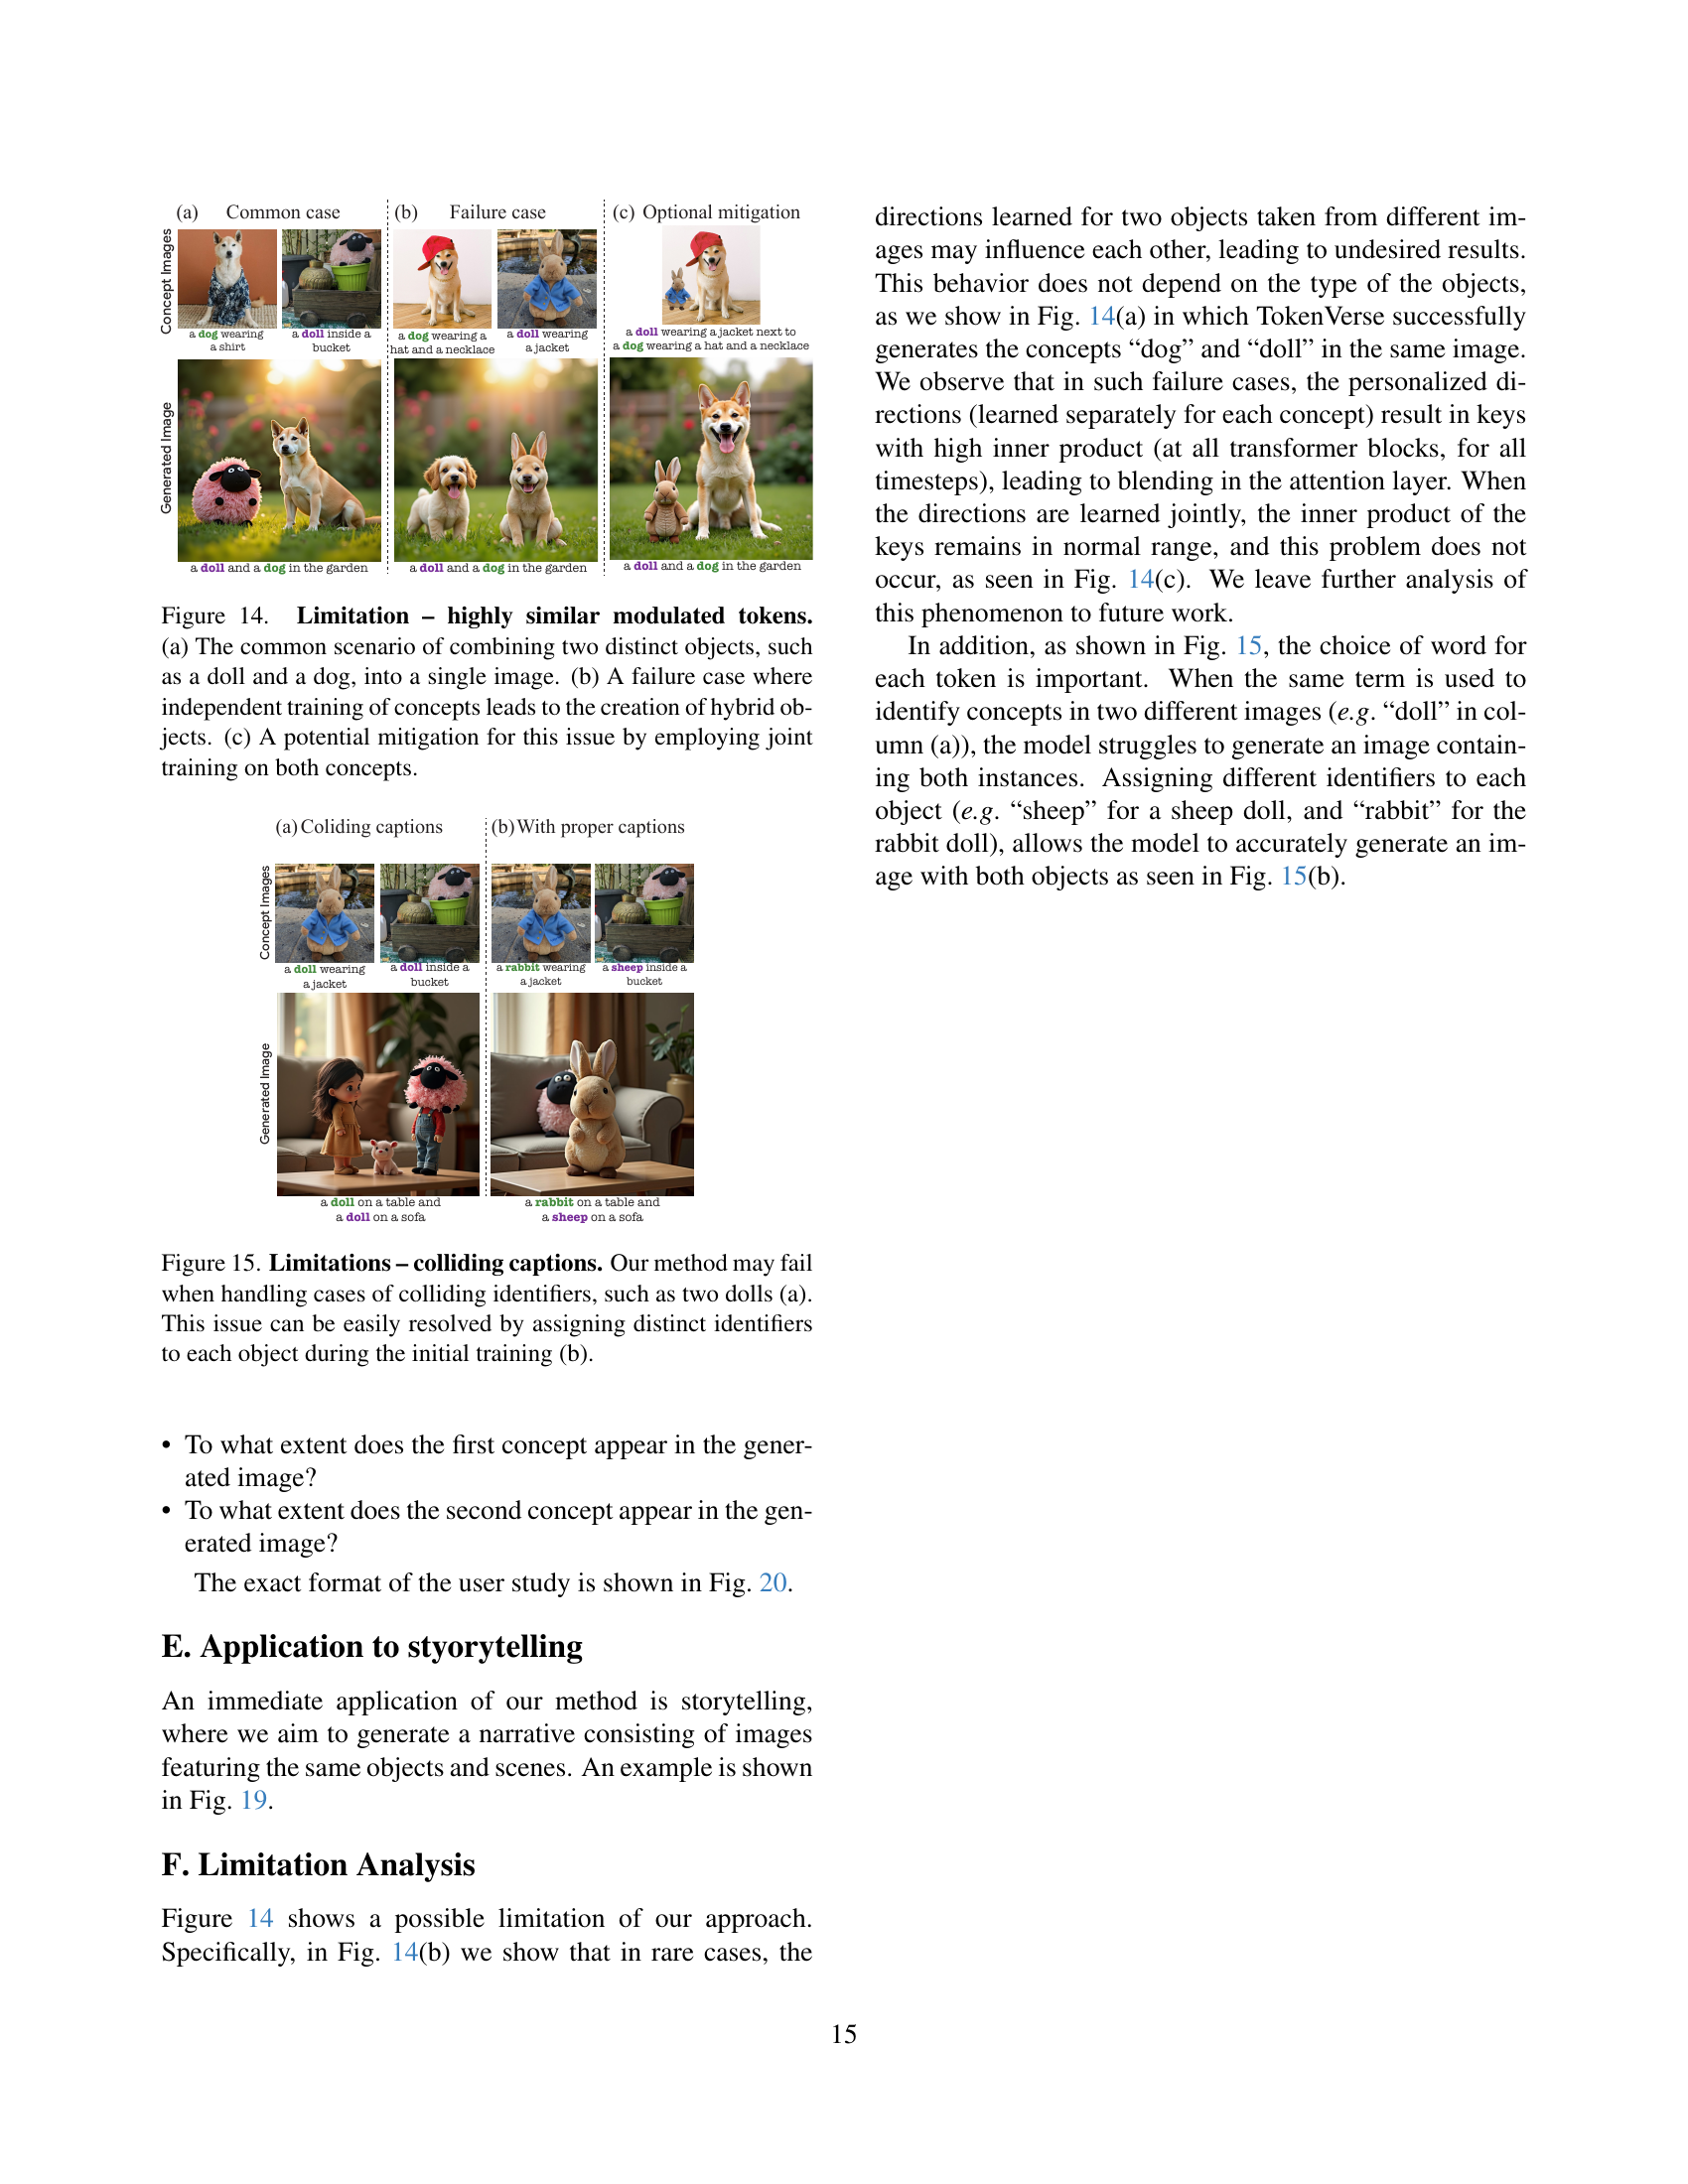 (a) Common case
(b) Failure case
(c) Optional mitigation
Concept Images
a dog wearing
a shirt
a doll inside a
bucket
a dog wearing a
hat and a necklace
a doll wearing
a jacket
a doll wearing a jacket next to
a dog wearing a hat and a necklace
Generated Image
a doll and a dog in the garden
a doll and a dog in the garden
a doll and a dog in the garden
Figure 14. Limitation – highly similar modulated tokens.
(a) The common scenario of combining two distinct objects, such
as a doll and a dog, into a single image. (b) A failure case where
independent training of concepts leads to the creation of hybrid ob-
jects. (c) A potential mitigation for this issue by employing joint
training on both concepts.
(a) Coliding captions
(b) With proper captions
Concept Images
a doll wearing
a jacket
a doll inside a
bucket
a rabbit wearing
a jacket
a sheep inside a
bucket
Generated Image
a doll on a table and
a doll on a sofa
a rabbit on a table and
a sheep on a sofa
Figure 15. Limitations – colliding captions. Our method may fail
when handling cases of colliding identifiers, such as two dolls (a).
This issue can be easily resolved by assigning distinct identifiers
to each object during the initial training (b).
• To what extent does the first concept appear in the gener-
ated image?
• To what extent does the second concept appear in the gen-
erated image?
The exact format of the user study is shown in Fig. 20.
E. Application to styorytelling
An immediate application of our method is storytelling,
where we aim to generate a narrative consisting of images
featuring the same objects and scenes. An example is shown
in Fig. 19.
F. Limitation Analysis
Figure 14 shows a possible limitation of our approach.
Specifically, in Fig. 14(b) we show that in rare cases, the
directions learned for two objects taken from different im-
ages may influence each other, leading to undesired results.
This behavior does not depend on the type of the objects,
as we show in Fig. 14(a) in which TokenVerse successfully
generates the concepts “dog” and “doll” in the same image.
We observe that in such failure cases, the personalized di-
rections (learned separately for each concept) result in keys
with high inner product (at all transformer blocks, for all
timesteps), leading to blending in the attention layer. When
the directions are learned jointly, the inner product of the
keys remains in normal range, and this problem does not
occur, as seen in Fig. 14(c). We leave further analysis of
this phenomenon to future work.
In addition, as shown in Fig. 15, the choice of word for
each token is important. When the same term is used to
identify concepts in two different images (e.g. “doll” in col-
umn (a)), the model struggles to generate an image contain-
ing both instances. Assigning different identifiers to each
object (e.g. “sheep” for a sheep doll, and “rabbit” for the
rabbit doll), allows the model to accurately generate an im-
age with both objects as seen in Fig. 15(b).
15